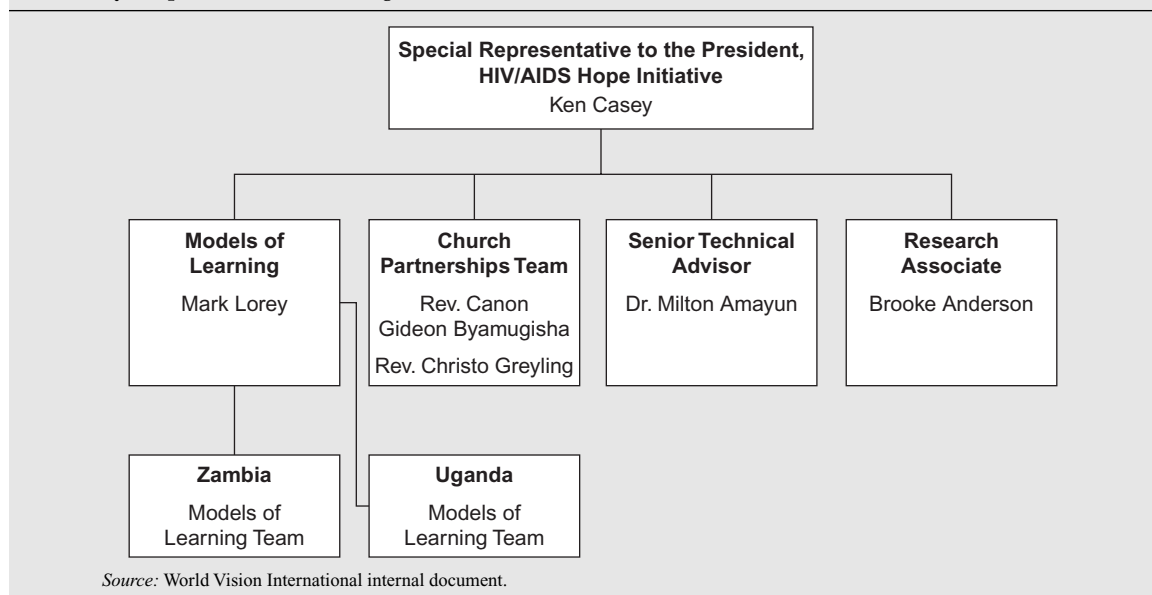 Special Representative to the President,
HIV/AIDS Hope Initiative
Ken Casey
Models of
Learning
Mark Lorey
Church
Partnerships Team
Rev. Canon
Gideon Byamugisha
Rev. Christo Greyling
Senior Technical
Advisor
Dr. Milton Amayun
Research
Associate
Brooke Anderson
Zambia
Models of
Learning Team
Uganda
Models of
Learning Team
Source: World Vision International internal document.